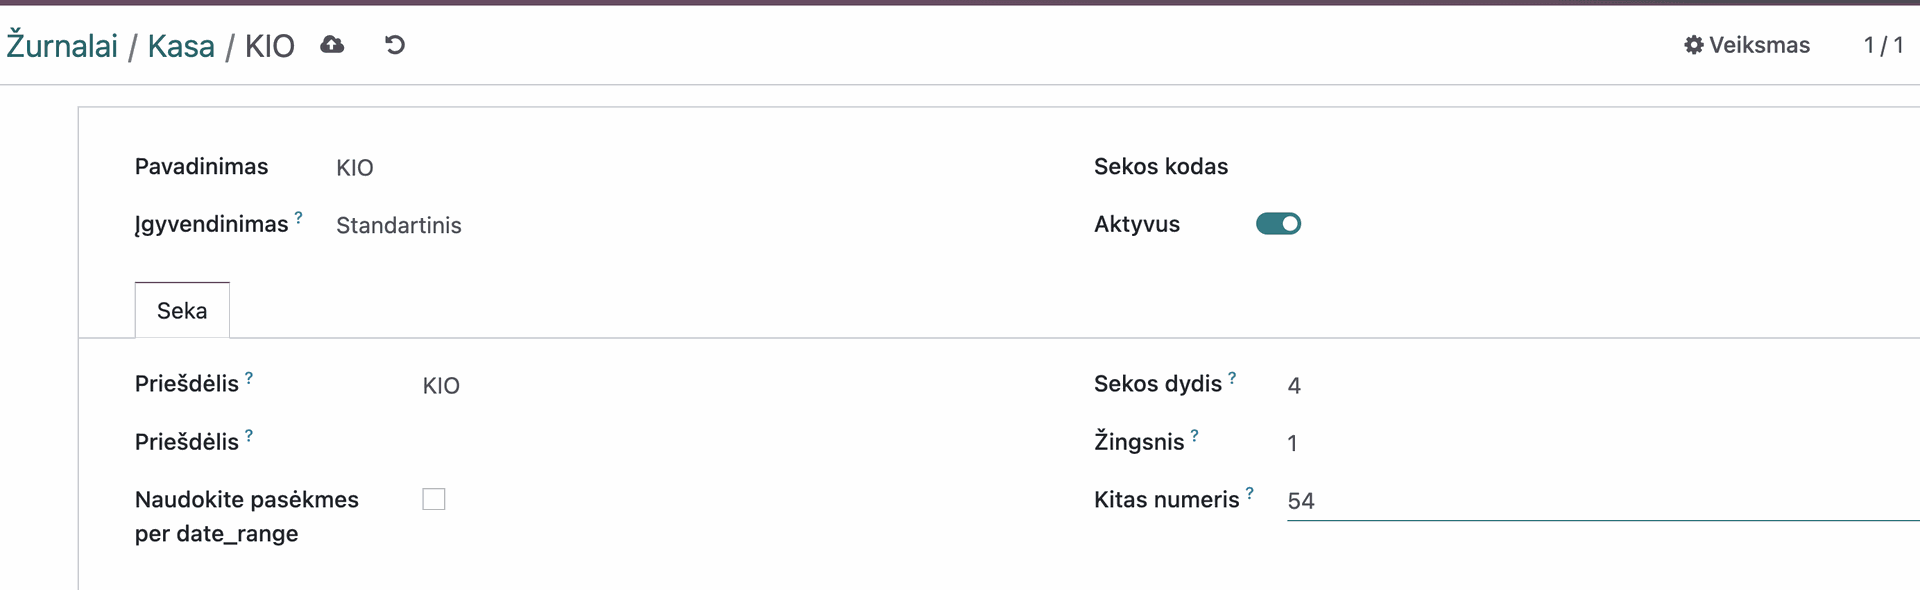 Žurnalai / Kasa / KIO
Veiksmas 1 / 1
Pavadinimas KIO
Sekos kodas
Įgyvendinimas ? Standartinis
Aktyvus
Seka
Priešdėlis ? KIO
Sekos dydis ? 4
Priešdėlis ?
Žingsnis ? 1
Naudokite pasėkmes
per date_range
Kitas numeris ? 54